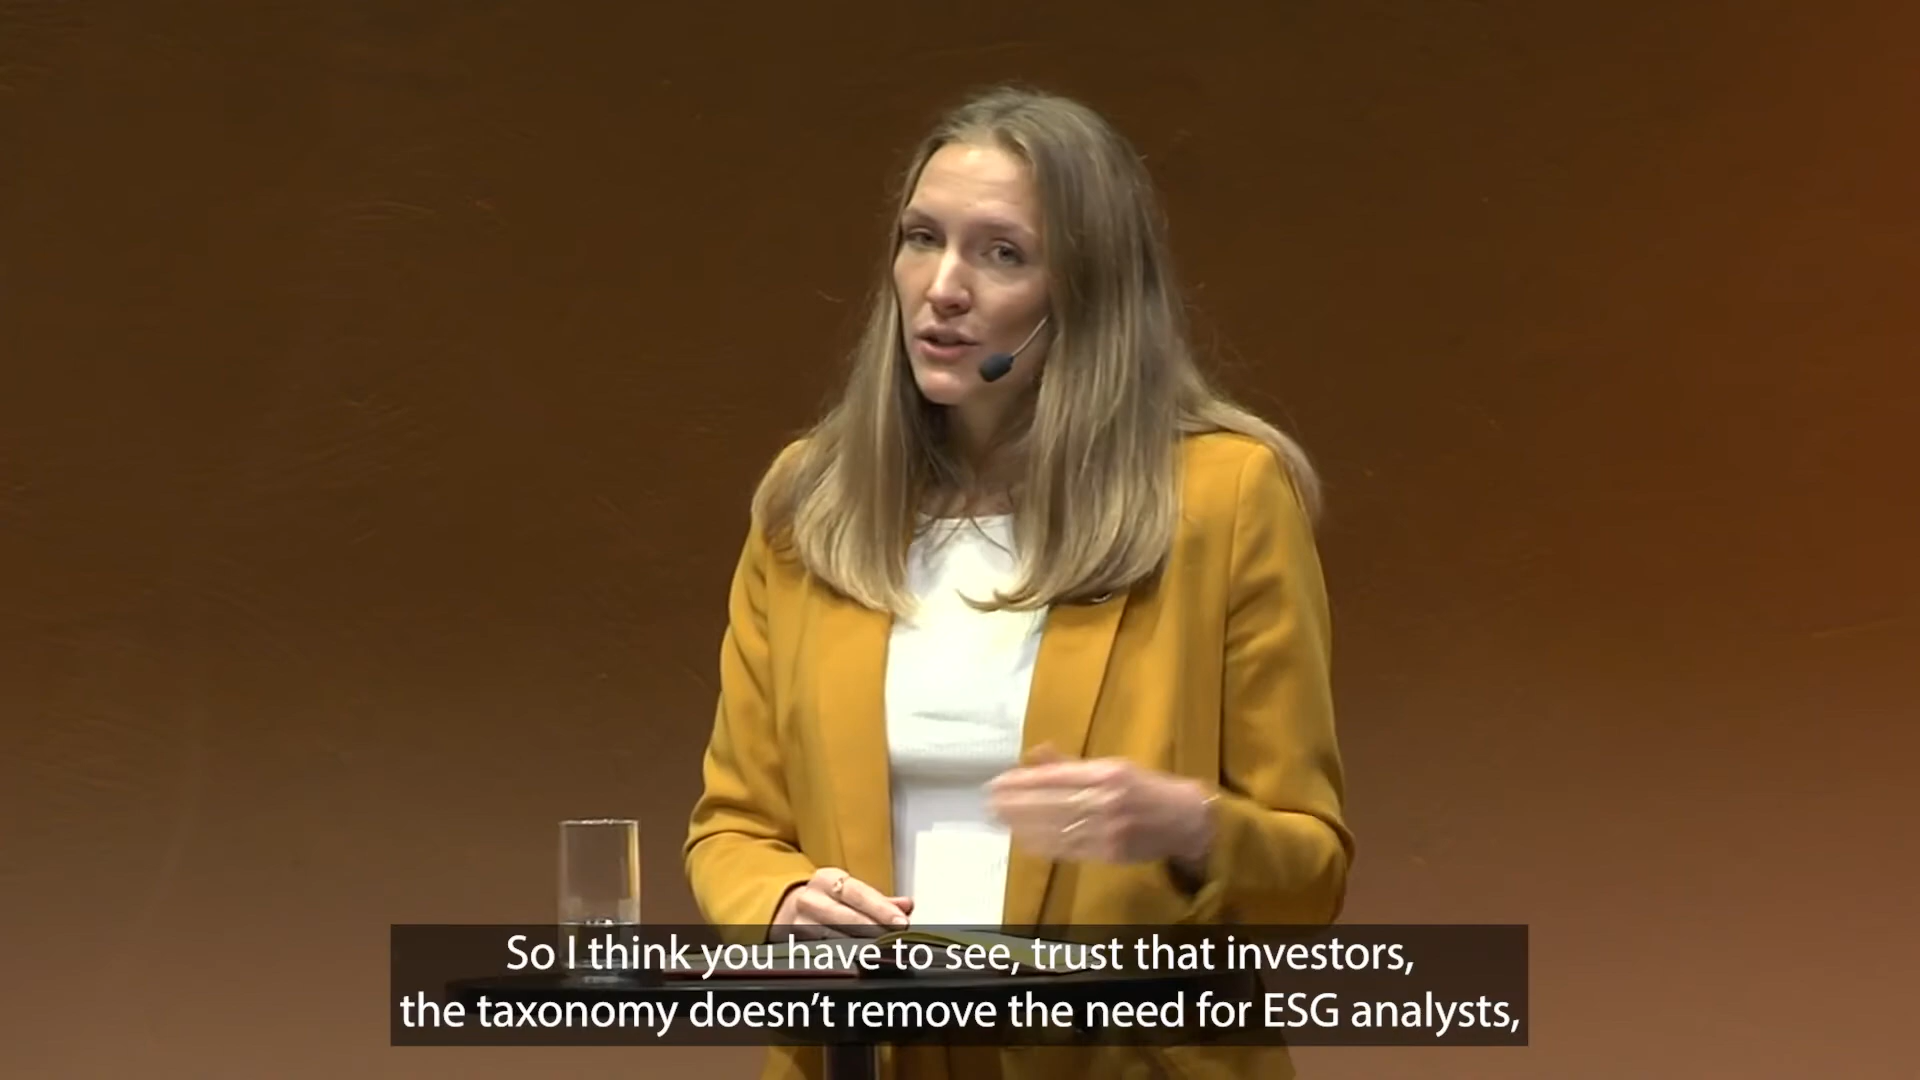 So I think you have to see, trust that investors,
the taxonomy doesn’t remove the need for ESG analysts,